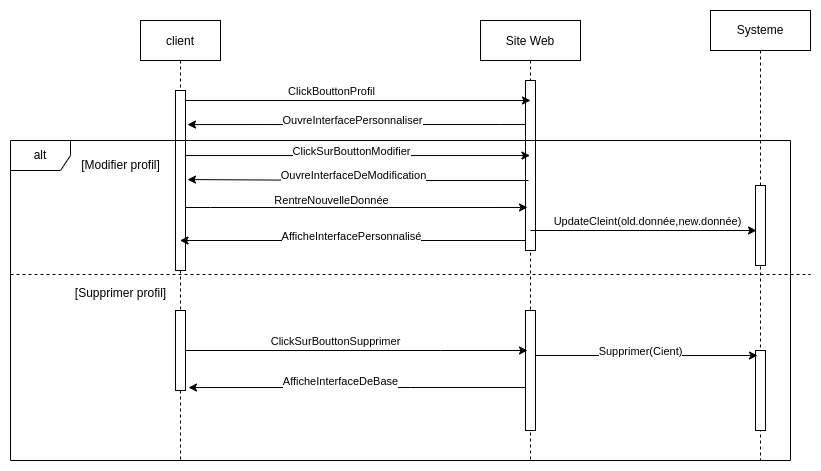 client
Site Web
Systeme
ClickBouttonProfil
OuvreInterfacePersonnaliser
alt
[Modifier profil]
ClickSurBouttonModifier
OuvreInterfaceDeModification
RentreNouvelleDonnée
UpdateCleint(old.donnée,new.donnée)
AfficheInterfacePersonnalisé
[Supprimer profil]
ClickSurBouttonSupprimer
Supprimer(Cient)
AfficheInterfaceDeBase